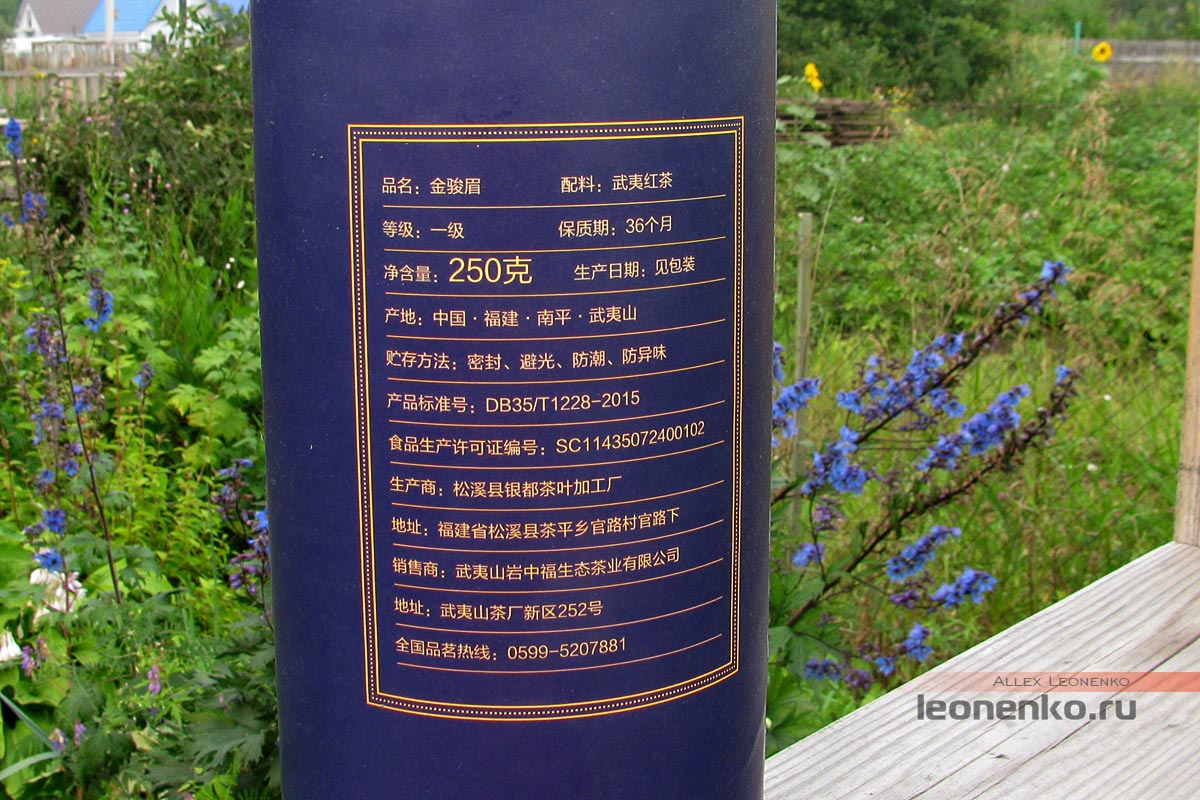 品名：金骏眉 配料：武夷红茶
等级：一级 保质期：36个月
净含量：250克 生产日期：见包装
产地：中国·福建·南平·武夷山
贮存方法：密封、避光、防潮、防异味
产品标准号：DB35/T1228-2015
食品生产许可证编号：SC11435072400102
生产商：松溪县银都茶叶加工厂
地址：福建省松溪县茶平乡官路村官路下
销售商：武夷山岩中福生态茶业有限公司
地址：武夷山茶厂新区252号
全国品茗热线：0599-5207881
ALLEX LEONENKO
leonenko.ru